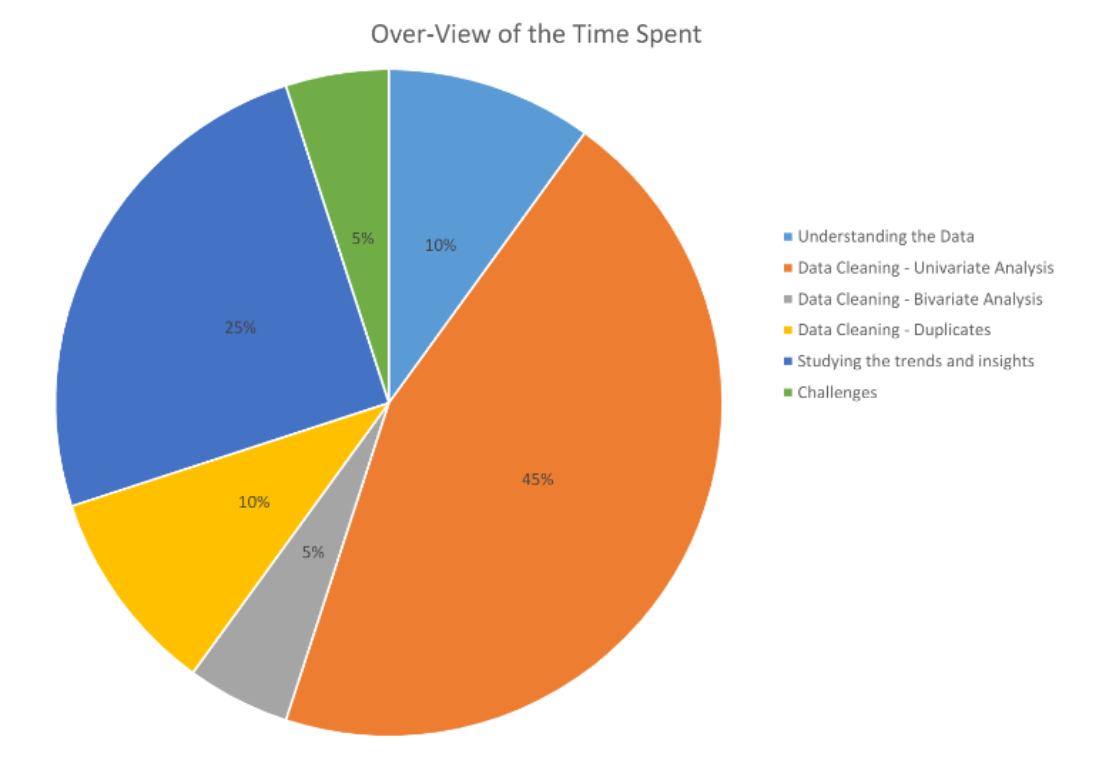 Over-View of the Time Spent
5%
10%
25%
45%
10%
5%
Understanding the Data
Data Cleaning - Univariate Analysis
Data Cleaning - Bivariate Analysis
Data Cleaning - Duplicates
Studying the trends and insights
Challenges